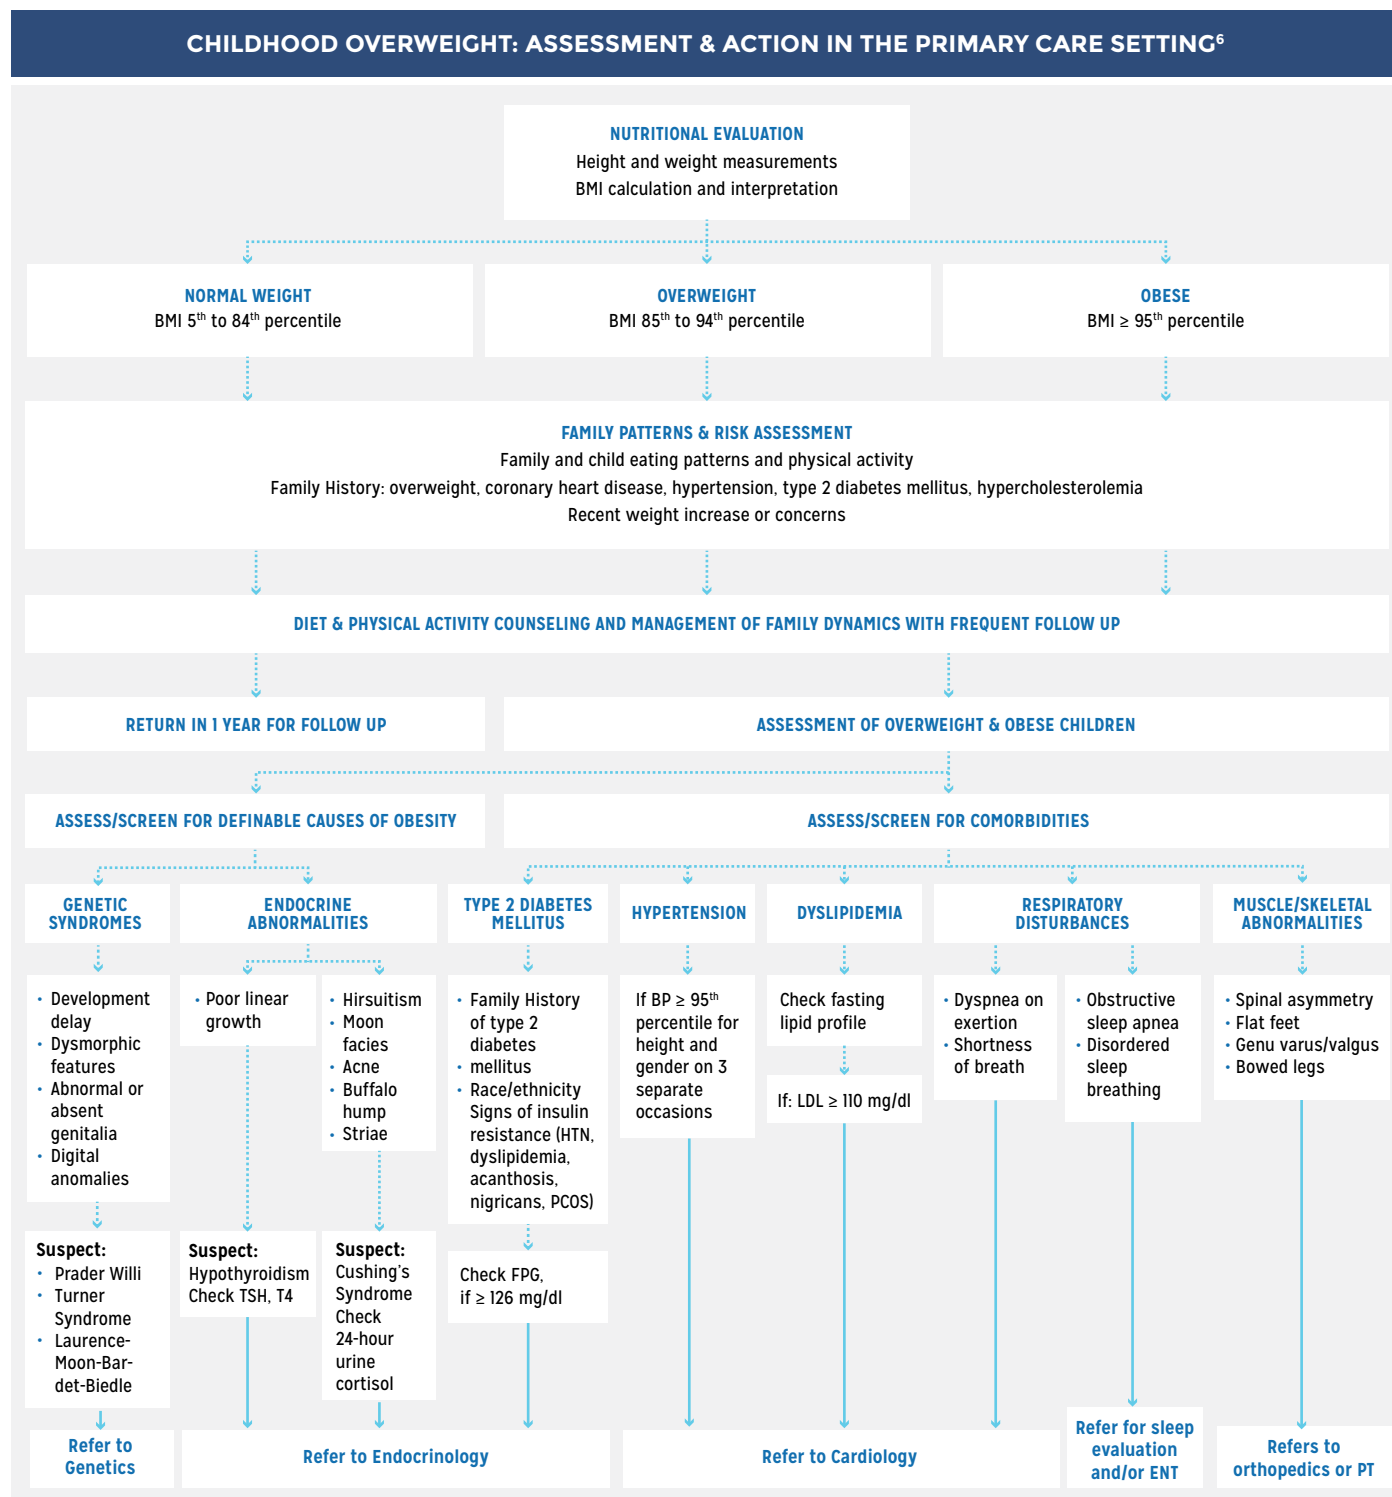 CHILDHOOD OVERWEIGHT: ASSESSMENT & ACTION IN THE PRIMARY CARE SETTING⁶
NUTRITIONAL EVALUATION
Height and weight measurements
BMI calculation and interpretation
NORMAL WEIGHT
BMI 5th to 84th percentile
OVERWEIGHT
BMI 85th to 94th percentile
OBESE
BMI ≥ 95th percentile
FAMILY PATTERNS & RISK ASSESSMENT
Family and child eating patterns and physical activity
Family History: overweight, coronary heart disease, hypertension, type 2 diabetes mellitus, hypercholesterolemia
Recent weight increase or concerns
DIET & PHYSICAL ACTIVITY COUNSELING AND MANAGEMENT OF FAMILY DYNAMICS WITH FREQUENT FOLLOW UP
RETURN IN 1 YEAR FOR FOLLOW UP
ASSESSMENT OF OVERWEIGHT & OBESE CHILDREN
ASSESS/SCREEN FOR DEFINABLE CAUSES OF OBESITY
ASSESS/SCREEN FOR COMORBIDITIES
GENETIC
SYNDROMES
ENDOCRINE
ABNORMALITIES
TYPE 2 DIABETES
MELLITUS
HYPERTENSION
DYSLIPIDEMIA
RESPIRATORY
DISTURBANCES
MUSCLE/SKELETAL
ABNORMALITIES
• Development
delay
• Dysmorphic
features
• Abnormal or
absent
genitalia
• Digital
anomalies
• Poor linear
growth
• Hirsuitism
• Moon
facies
• Acne
• Buffalo
hump
• Striae
• Family History
of type 2
diabetes
• mellitus
• Race/ethnicity
Signs of insulin
resistance (HTN,
dyslipidemia,
acanthosis,
nigricans, PCOS)
If BP ≥ 95th
percentile for
height and
gender on 3
separate
occasions
Check fasting
lipid profile
If: LDL ≥ 110 mg/dl
• Dyspnea on
exertion
• Shortness
of breath
• Obstructive
sleep apnea
• Disordered
sleep
breathing
• Spinal asymmetry
• Flat feet
• Genu varus/valgus
• Bowed legs
Suspect:
• Prader Willi
• Turner
Syndrome
• Laurence-
Moon-Bar-
det-Biedle
Suspect:
Hypothyroidism
Check TSH, T4
Suspect:
Cushing's
Syndrome
Check
24-hour
urine
cortisol
Check FPG,
if ≥ 126 mg/dl
Refer to
Genetics
Refer to Endocrinology
Refer to Cardiology
Refer for sleep
evaluation
and/or ENT
Refers to
orthopedics or PT